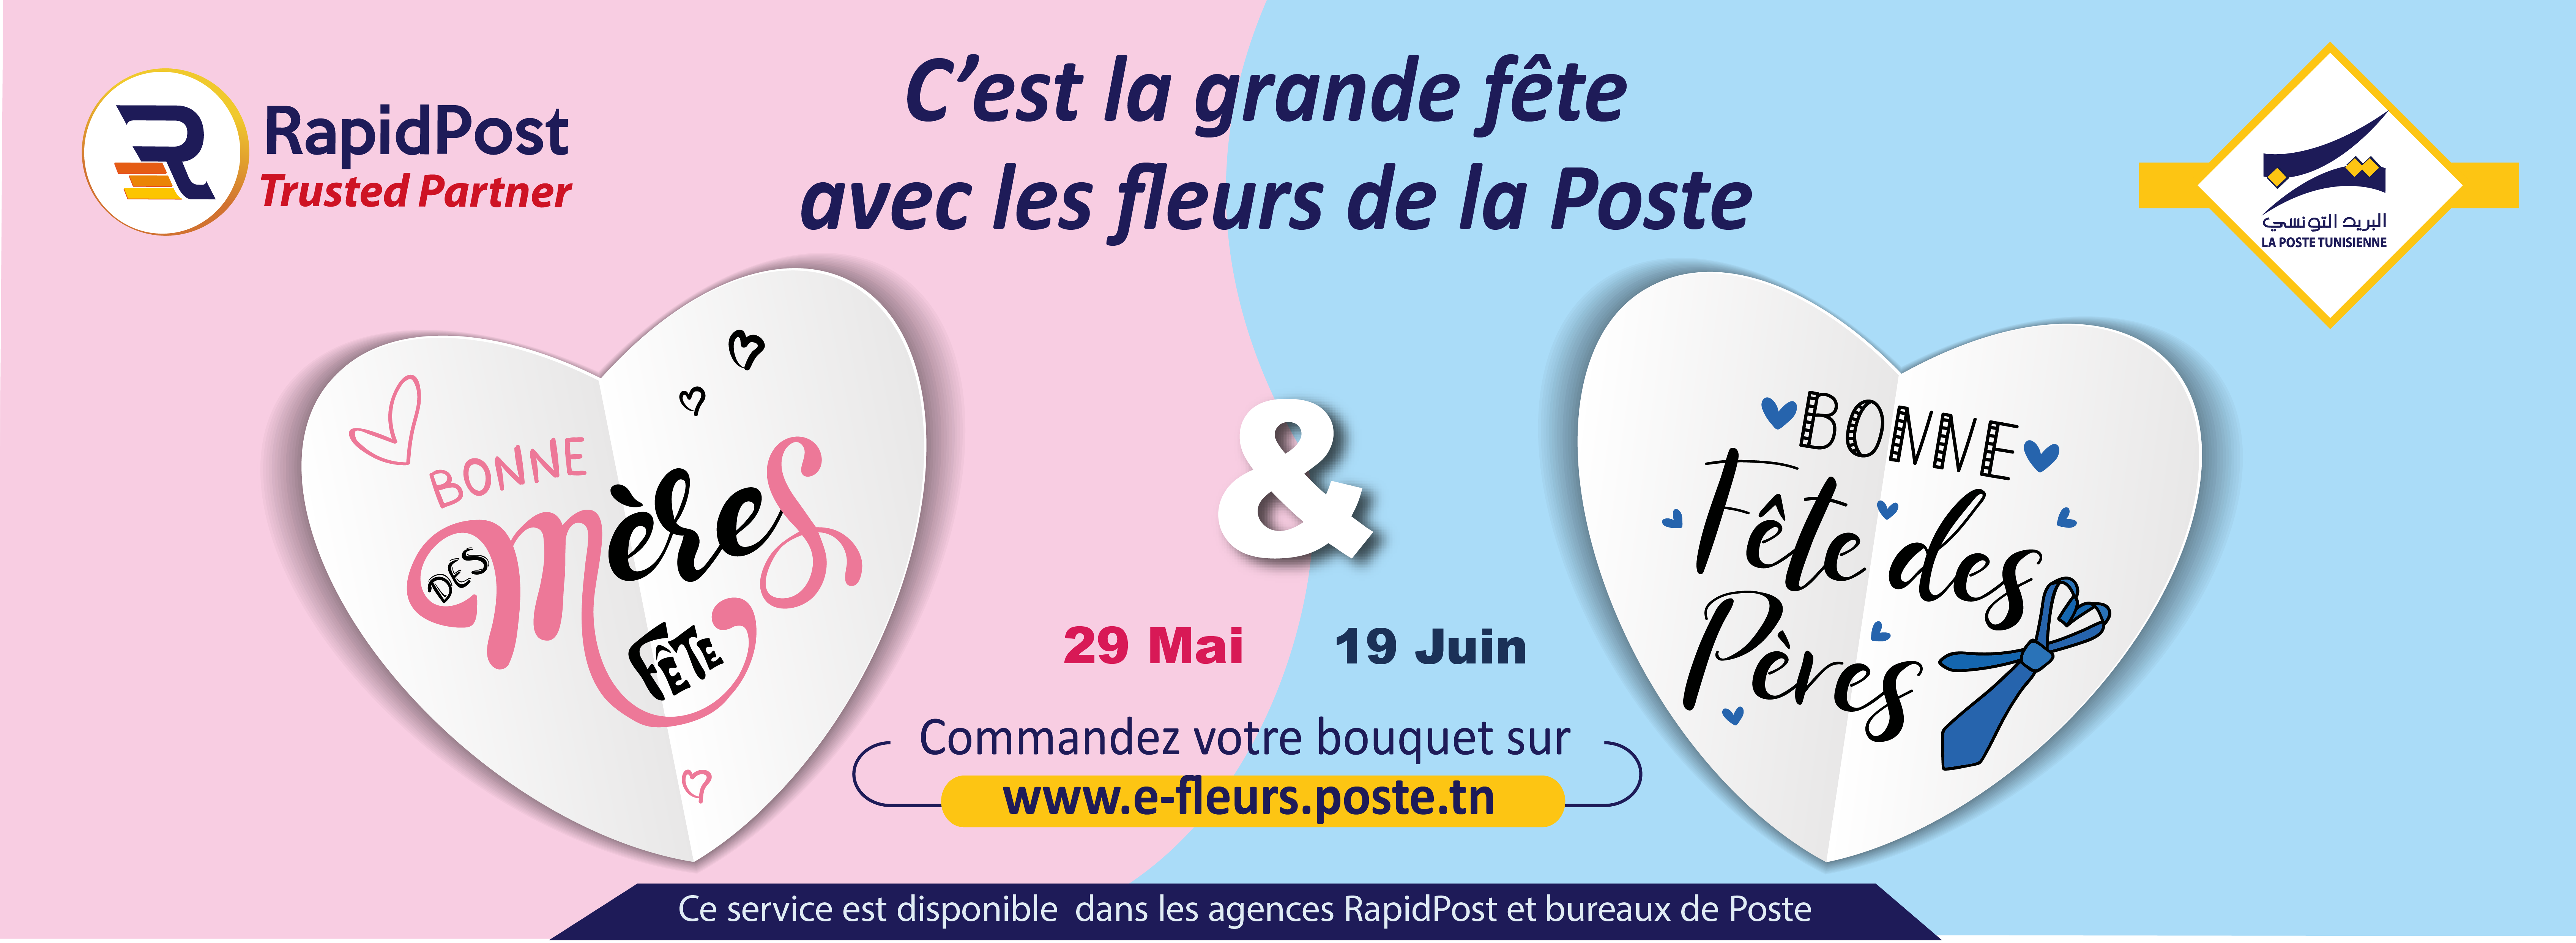 RapidPost
Trusted Partner
C'est la grande fête
avec les fleurs de la Poste
البريد التونسي
LA POSTE TUNISIENNE
BONNE
DES mères
FÊTE
&
BONNE
Fête des
Pères
29 Mai
19 Juin
Commandez votre bouquet sur
www.e-fleurs.poste.tn
Ce service est disponible dans les agences RapidPost et bureaux de Poste